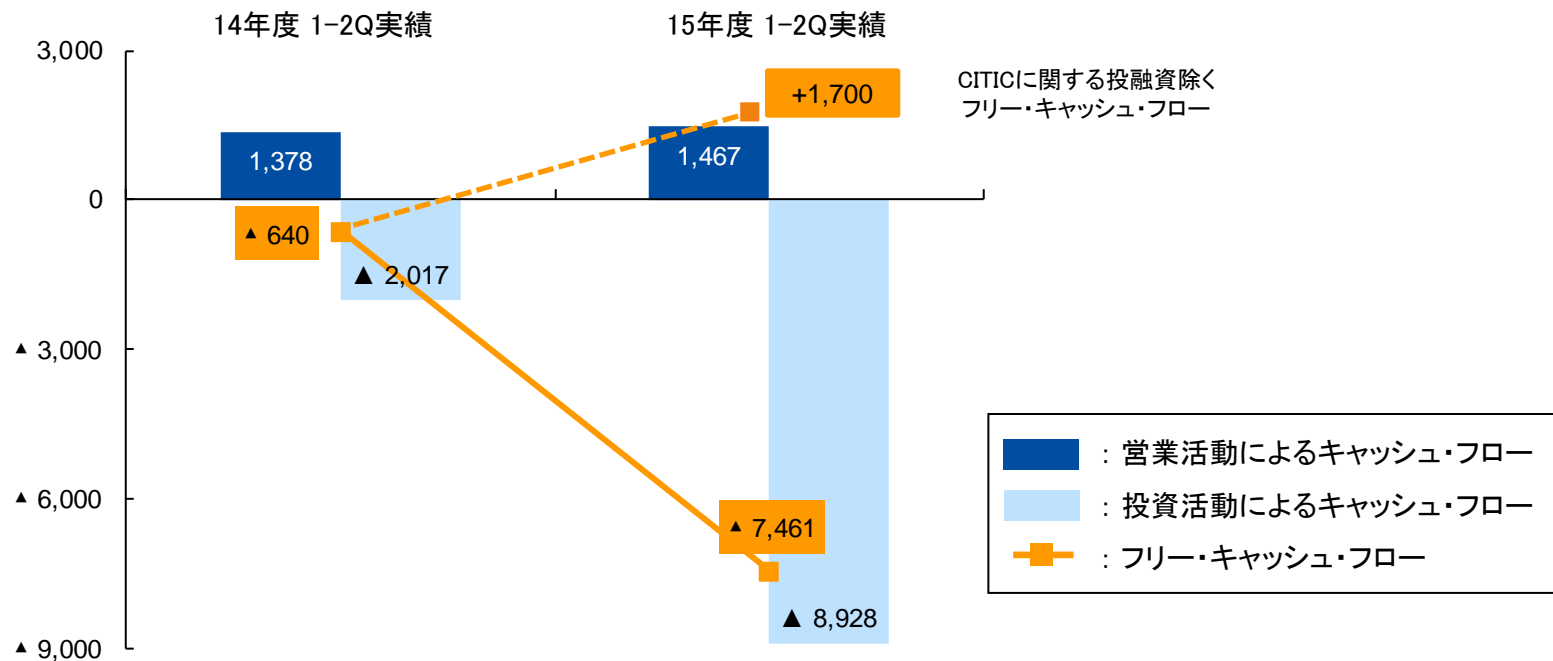 14年度 1-2Q実績
15年度 1-2Q実績
3,000
+1,700
CITICに関する投融資除く
フリー・キャッシュ・フロー
1,378
1,467
0
▲ 640
▲ 2,017
▲ 3,000
▲ 6,000
▲ 7,461
▲ 8,928
▲ 9,000
: 営業活動によるキャッシュ・フロー
: 投資活動によるキャッシュ・フロー
: フリー・キャッシュ・フロー